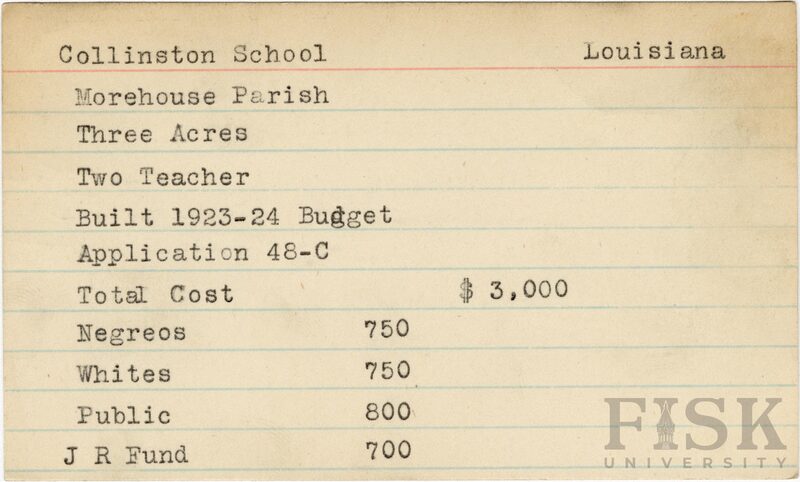 Collinston School Louisiana
Morehouse Parish
Three Acres
Two Teacher
Built 1923-24 Budget
Application 48-C
Total Cost $ 3,000
Negreos 750
Whites 750
Public 800
J R Fund 700
FISK
UNIVERSITY